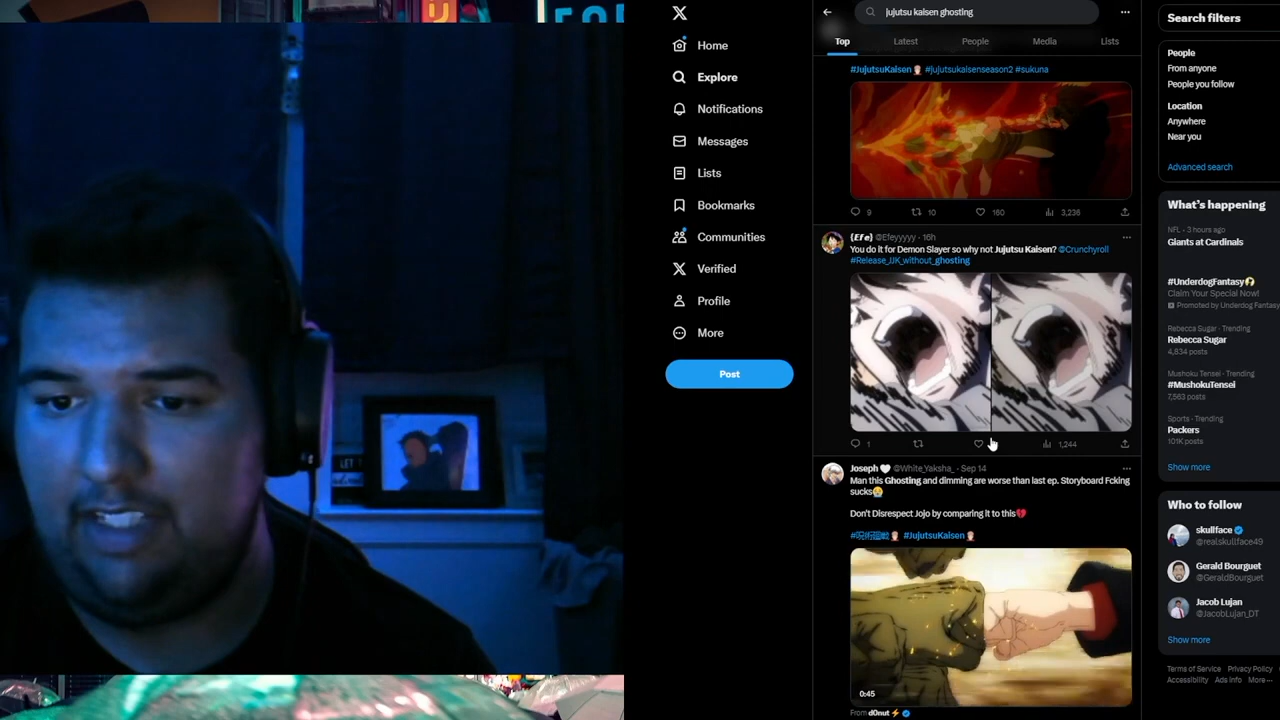 Home
Explore
Notifications
Messages
Lists
Bookmarks
Communities
Verified
Profile
More
Post
jujutsu kaisen ghosting
Top
Latest
People
Media
Lists
#JujutsuKaisen #jujutsukaisenseason2 #sukuna
9
10
160
3,236
(Efe) @Efeyyyyy · 16h
You do it for Demon Slayer so why not Jujutsu Kaisen? @Crunchyroll
#Release_JJK_without_ghosting
1
1,244
Joseph 🤍 @White_Yaksha_ · Sep 14
Man this Ghosting and dimming are worse than last ep. Storyboard Fcking
sucks😭
Don't Disrespect Jojo by comparing it to this💔
#呪術廻戦 #JujutsuKaisen
0:45
From d0nut⚡
Search filters
People
From anyone
People you follow
Location
Anywhere
Near you
Advanced search
What's happening
NFL · 3 hours ago
Giants at Cardinals
#UnderdogFantasy
Claim Your Special Now!
Promoted by Underdog Fantasy
Rebecca Sugar · Trending
Rebecca Sugar
4,834 posts
Mushoku Tensei · Trending
#MushokuTensei
7,563 posts
Sports · Trending
Packers
101K posts
Show more
Who to follow
skullface
@realskullface49
Gerald Bourguet
@GeraldBourguet
Jacob Lujan
@JacobLujan_DT
Show more
Terms of Service Privacy Policy
Accessibility Ads info More ···